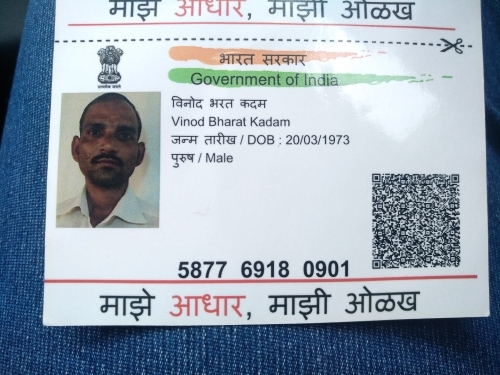 माझे आधार, माझी ओळख
भारत सरकार
Government of India
विनोद भरत कदम
Vinod Bharat Kadam
जन्म तारीख / DOB : 20/03/1973
पुरुष / Male
5877 6918 0901
माझे आधार, माझी ओळख